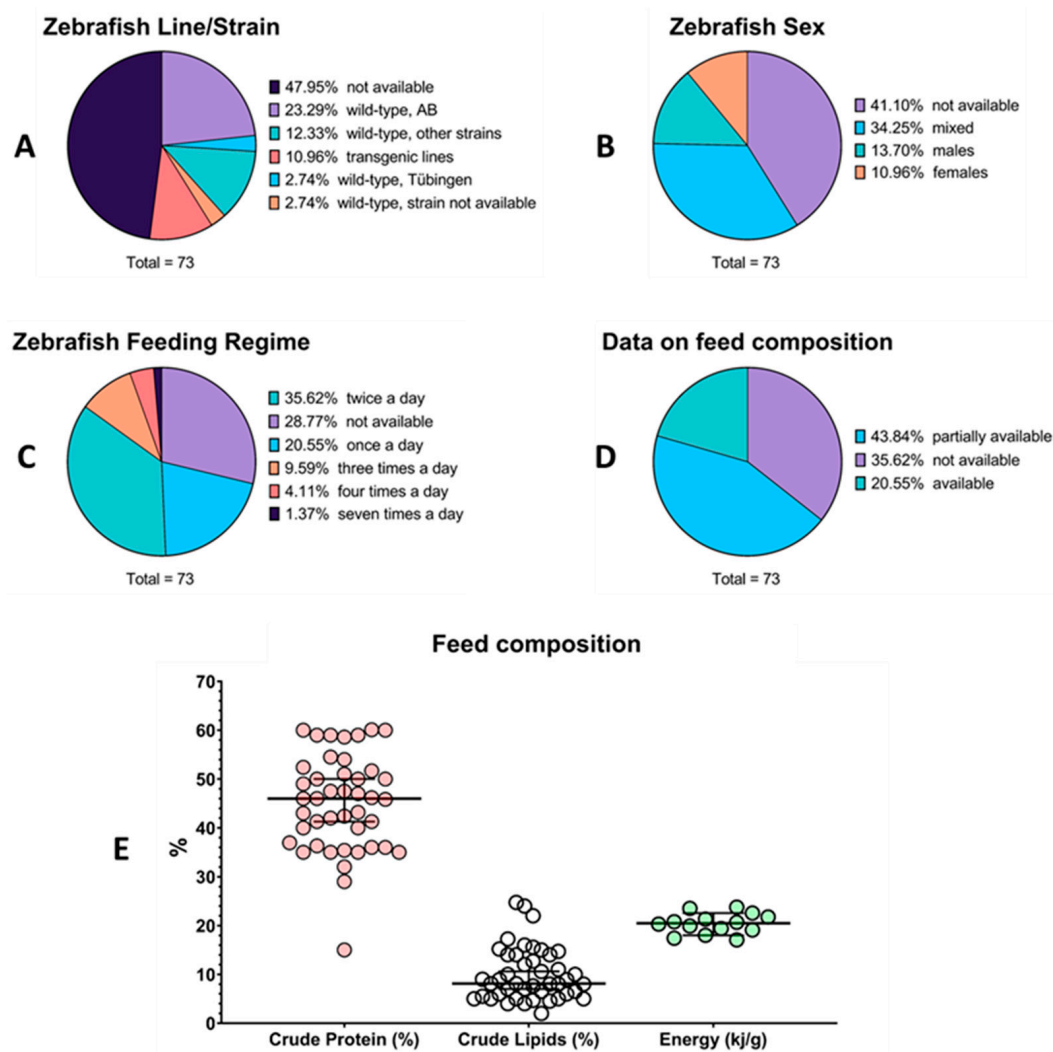 Zebrafish Line/Strain
A
47.95% not available
23.29% wild-type, AB
12.33% wild-type, other strains
10.96% transgenic lines
2.74% wild-type, Tübingen
2.74% wild-type, strain not available
Total = 73
Zebrafish Sex
B
41.10% not available
34.25% mixed
13.70% males
10.96% females
Total = 73
Zebrafish Feeding Regime
C
35.62% twice a day
28.77% not available
20.55% once a day
9.59% three times a day
4.11% four times a day
1.37% seven times a day
Total = 73
Data on feed composition
D
43.84% partially available
35.62% not available
20.55% available
Total = 73
Feed composition
E
%
70
60
50
40
30
20
10
0
Crude Protein (%) Crude Lipids (%) Energy (kj/g)